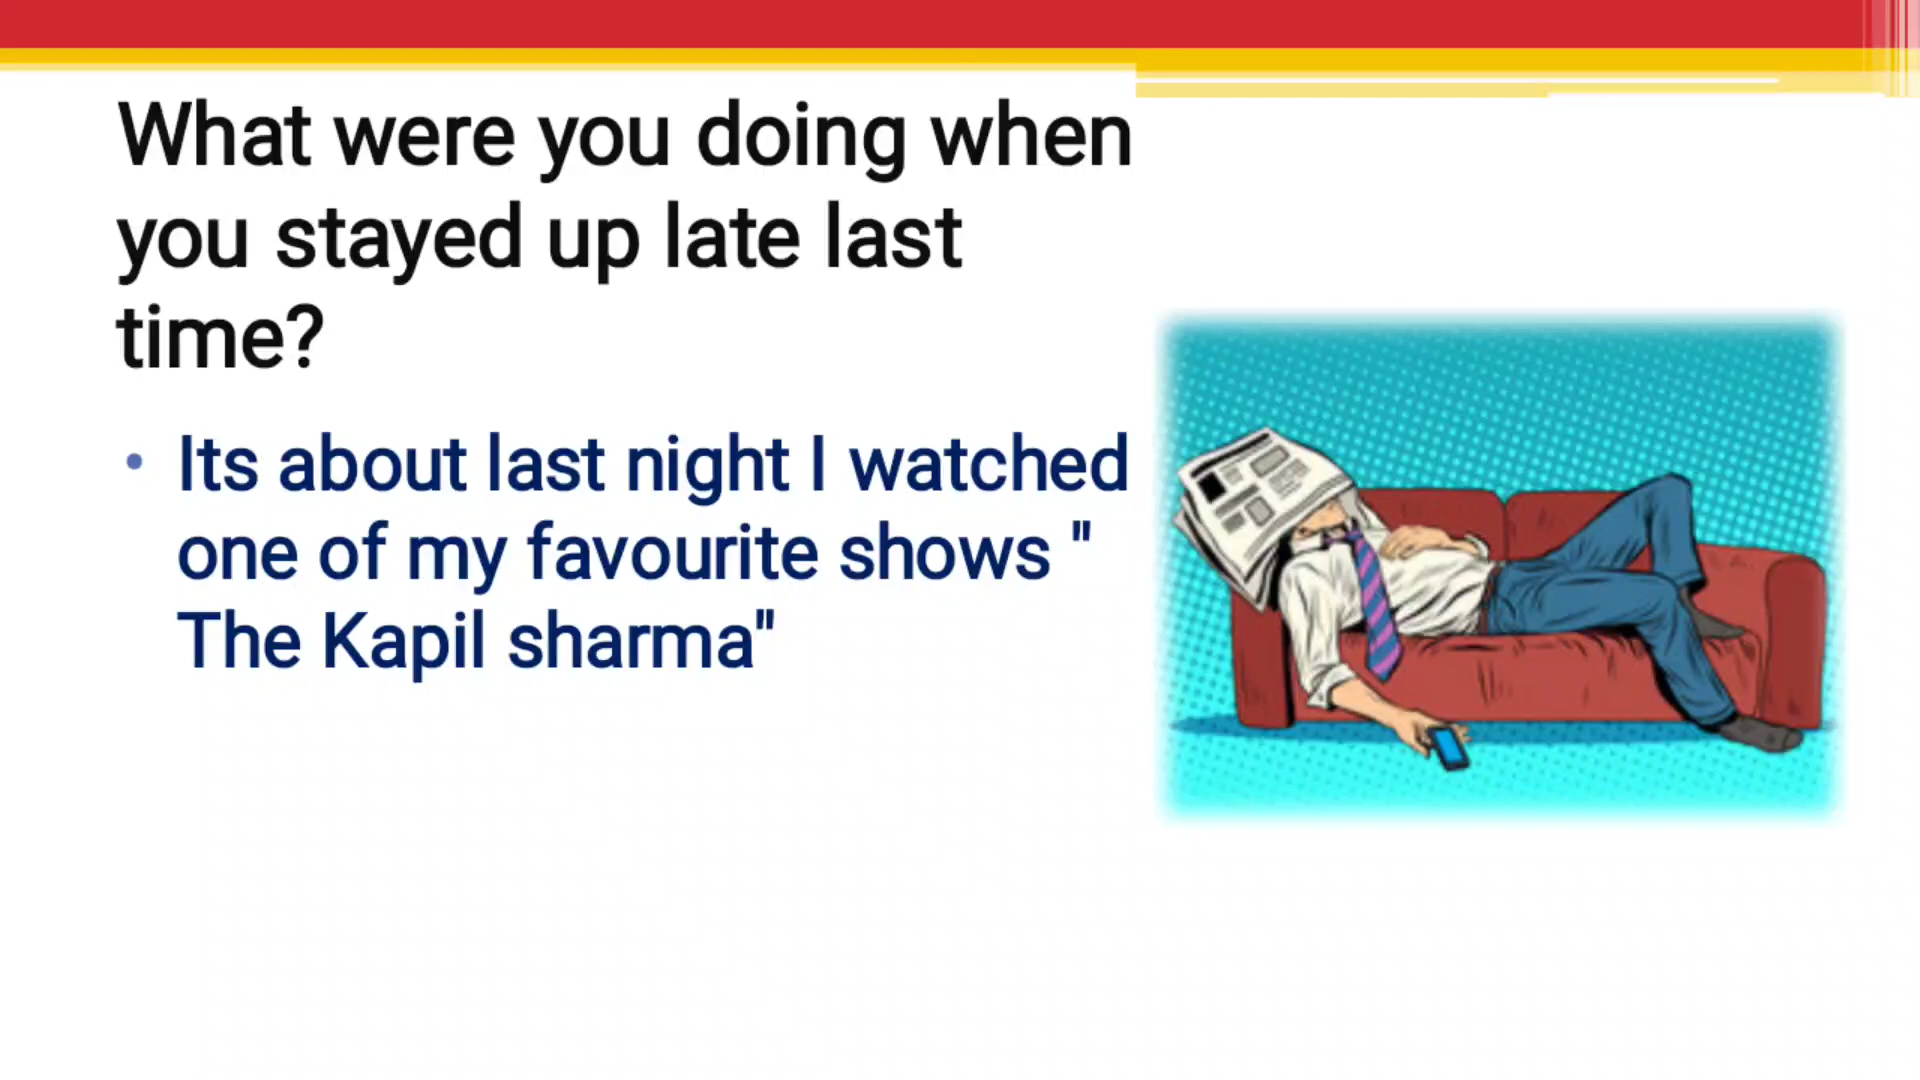 What were you doing when
you stayed up late last
time?
• Its about last night I watched
one of my favourite shows "
The Kapil sharma"